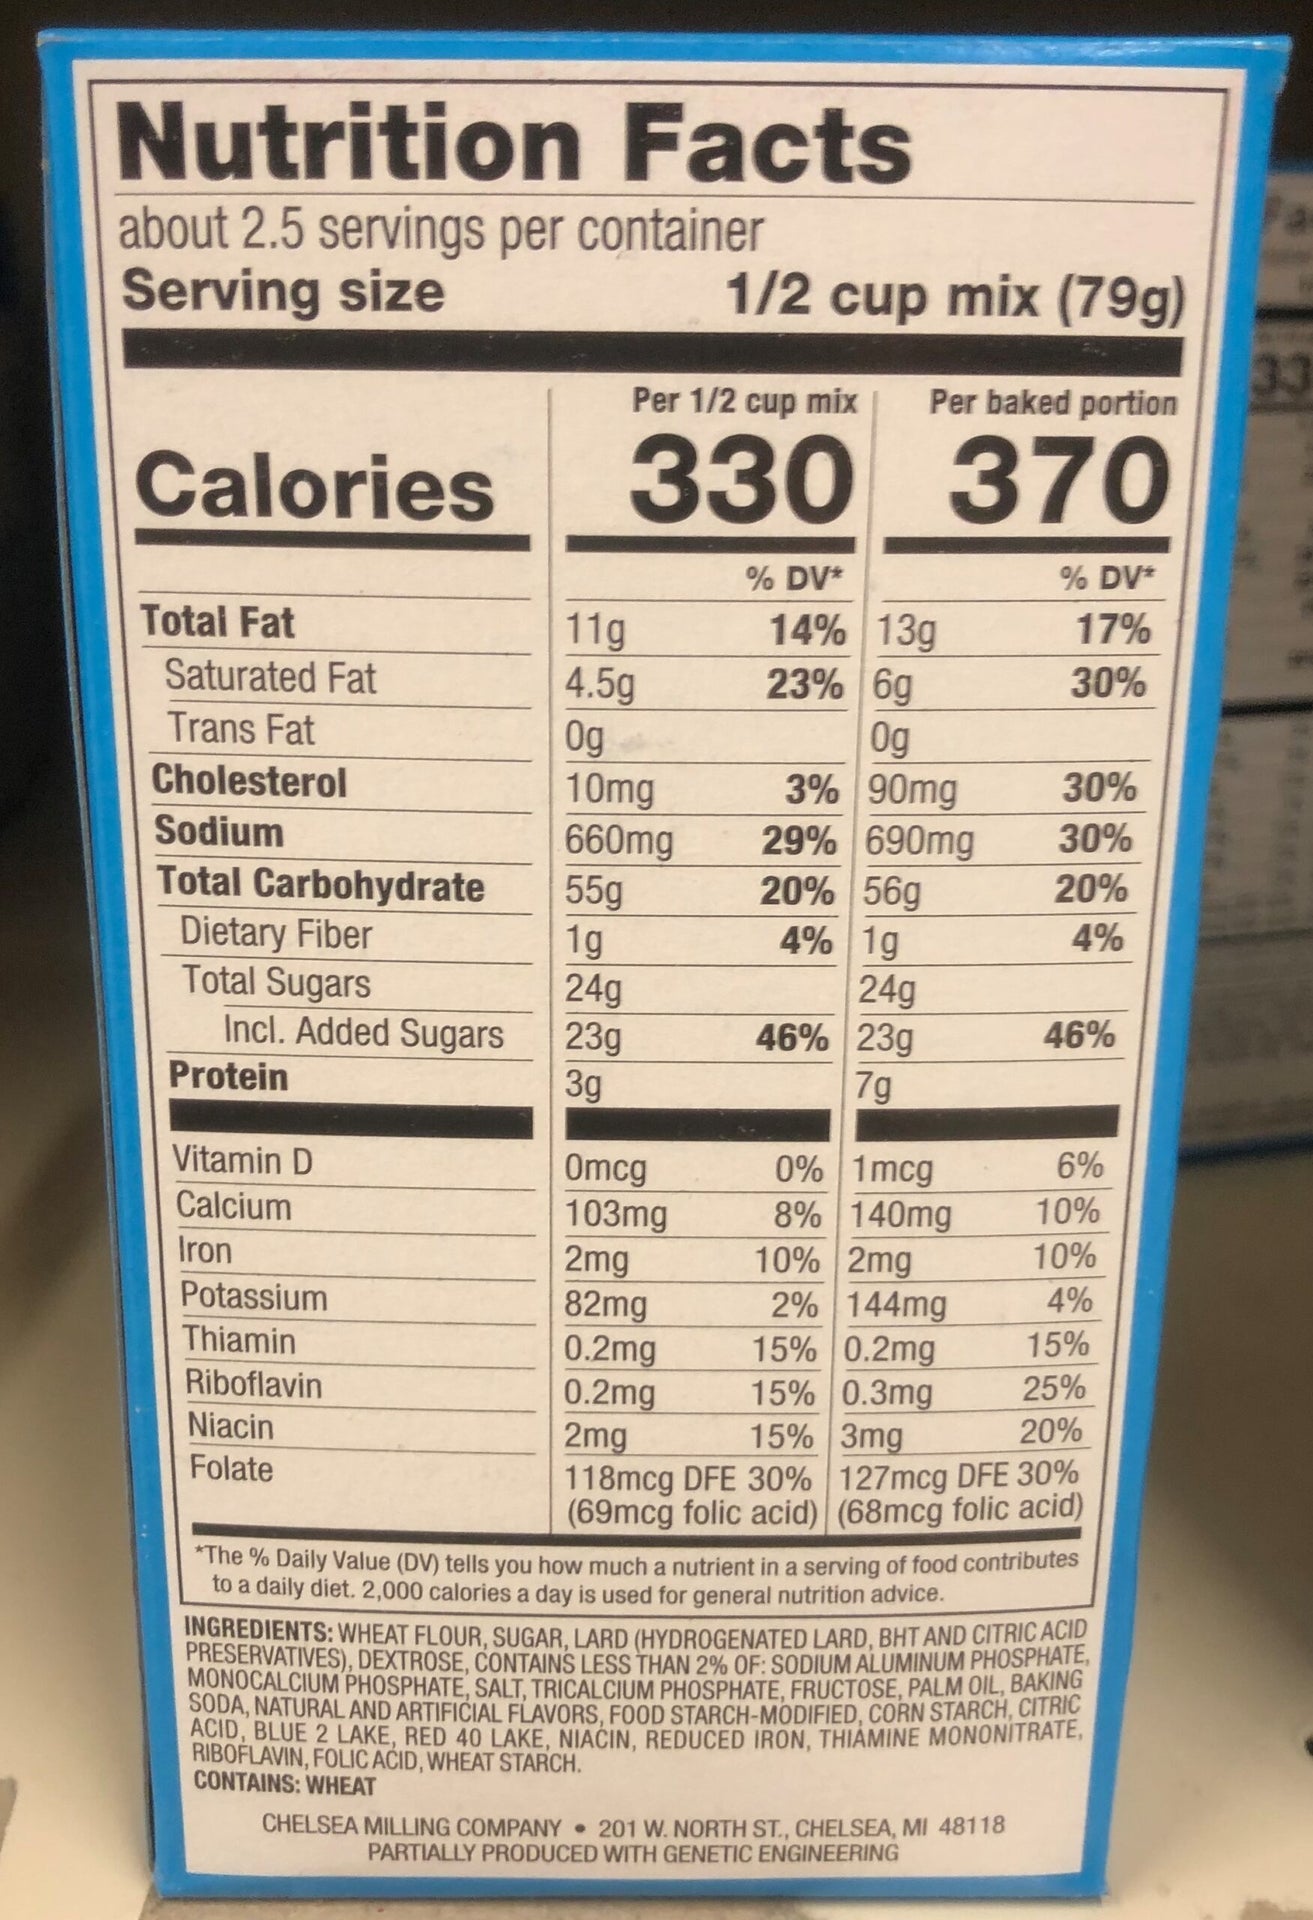 Nutrition Facts
about 2.5 servings per container
Serving size 1/2 cup mix (79g)
Per 1/2 cup mix Per baked portion
Calories 330 370
% DV* % DV*
Total Fat 11g 14% 13g 17%
Saturated Fat 4.5g 23% 6g 30%
Trans Fat 0g 0g
Cholesterol 10mg 3% 90mg 30%
Sodium 660mg 29% 690mg 30%
Total Carbohydrate 55g 20% 56g 20%
Dietary Fiber 1g 4% 1g 4%
Total Sugars 24g 24g
Incl. Added Sugars 23g 46% 23g 46%
Protein 3g 7g
Vitamin D 0mcg 0% 1mcg 6%
Calcium 103mg 8% 140mg 10%
Iron 2mg 10% 2mg 10%
Potassium 82mg 2% 144mg 4%
Thiamin 0.2mg 15% 0.2mg 15%
Riboflavin 0.2mg 15% 0.3mg 25%
Niacin 2mg 15% 3mg 20%
Folate 118mcg DFE 30% 127mcg DFE 30%
(69mcg folic acid) (68mcg folic acid)
*The % Daily Value (DV) tells you how much a nutrient in a serving of food contributes
to a daily diet. 2,000 calories a day is used for general nutrition advice.
INGREDIENTS: WHEAT FLOUR, SUGAR, LARD (HYDROGENATED LARD, BHT AND CITRIC ACID
PRESERVATIVES), DEXTROSE, CONTAINS LESS THAN 2% OF: SODIUM ALUMINUM PHOSPHATE,
MONOCALCIUM PHOSPHATE, SALT, TRICALCIUM PHOSPHATE, FRUCTOSE, PALM OIL, BAKING
SODA, NATURAL AND ARTIFICIAL FLAVORS, FOOD STARCH-MODIFIED, CORN STARCH, CITRIC
ACID, BLUE 2 LAKE, RED 40 LAKE, NIACIN, REDUCED IRON, THIAMINE MONONITRATE,
RIBOFLAVIN, FOLIC ACID, WHEAT STARCH.
CONTAINS: WHEAT
CHELSEA MILLING COMPANY • 201 W. NORTH ST., CHELSEA, MI 48118
PARTIALLY PRODUCED WITH GENETIC ENGINEERING